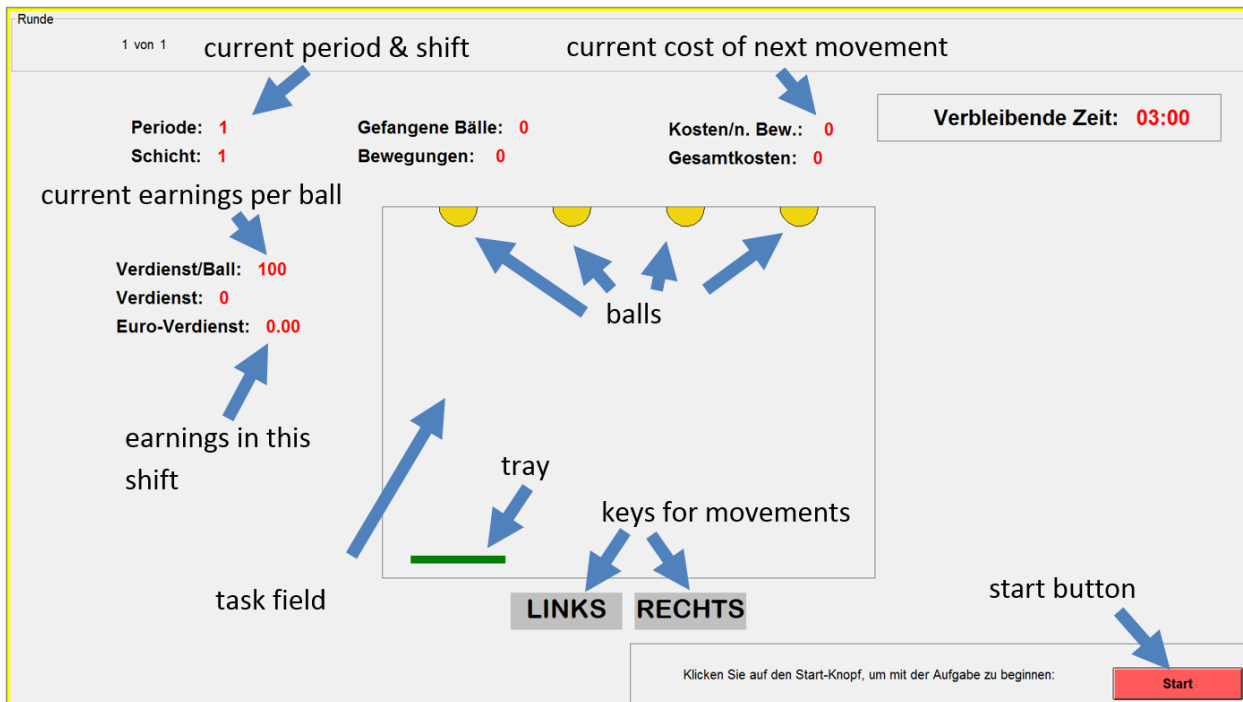 Runde
1 von 1
current period & shift
current cost of next movement
Periode: 1
Schicht: 1
Gefangene Bälle: 0
Bewegungen: 0
Kosten/n. Bew.: 0
Gesamtkosten: 0
Verbleibende Zeit: 03:00
current earnings per ball
Verdienst/Ball: 100
Verdienst: 0
Euro-Verdienst: 0.00
balls
earnings in this
shift
tray
keys for movements
task field
LINKS
RECHTS
start button
Klicken Sie auf den Start-Knopf, um mit der Aufgabe zu beginnen:
Start